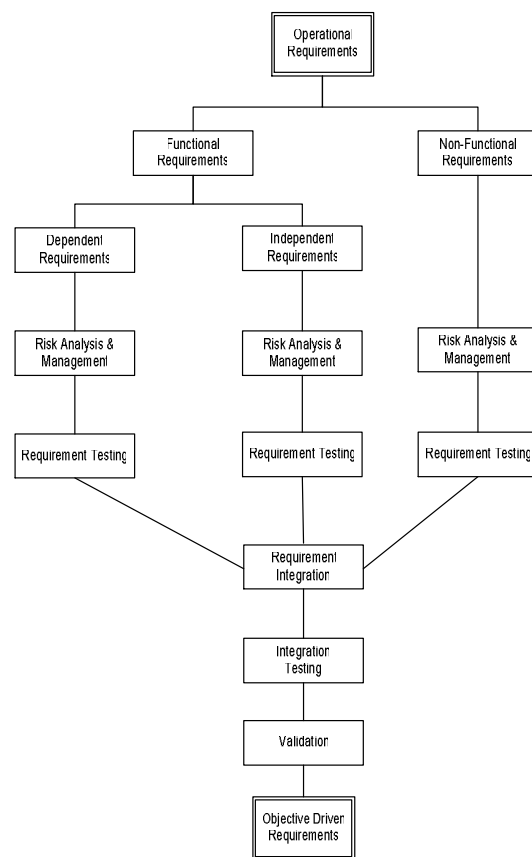 Operational
Requirements
Functional
Requirements
Non-Functional
Requirements
Dependent
Requirements
Independent
Requirements
Risk Analysis &
Management
Risk Analysis &
Management
Risk Analysis &
Management
Requirement Testing
Requirement Testing
Requirement Testing
Requirement
Integration
Integration
Testing
Validation
Objective Driven
Requirements